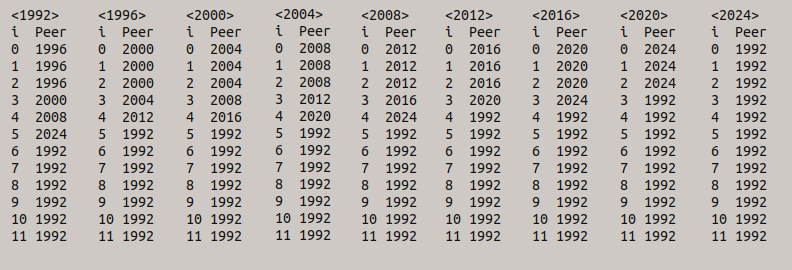 <1992> <1996> <2000> <2004> <2008> <2012> <2016> <2020> <2024>
i Peer i Peer i Peer i Peer i Peer i Peer i Peer i Peer i Peer
0 1996 0 2000 0 2004 0 2008 0 2012 0 2016 0 2020 0 2024 0 1992
1 1996 1 2000 1 2004 1 2008 1 2012 1 2016 1 2020 1 2024 1 1992
2 1996 2 2000 2 2004 2 2008 2 2012 2 2016 2 2020 2 2024 2 1992
3 2000 3 2004 3 2008 3 2012 3 2016 3 2020 3 2024 3 1992 3 1992
4 2008 4 2012 4 2016 4 2020 4 2024 4 1992 4 1992 4 1992 4 1992
5 2024 5 1992 5 1992 5 1992 5 1992 5 1992 5 1992 5 1992 5 1992
6 1992 6 1992 6 1992 6 1992 6 1992 6 1992 6 1992 6 1992 6 1992
7 1992 7 1992 7 1992 7 1992 7 1992 7 1992 7 1992 7 1992 7 1992
8 1992 8 1992 8 1992 8 1992 8 1992 8 1992 8 1992 8 1992 8 1992
9 1992 9 1992 9 1992 9 1992 9 1992 9 1992 9 1992 9 1992 9 1992
10 1992 10 1992 10 1992 10 1992 10 1992 10 1992 10 1992 10 1992 10 1992
11 1992 11 1992 11 1992 11 1992 11 1992 11 1992 11 1992 11 1992 11 1992